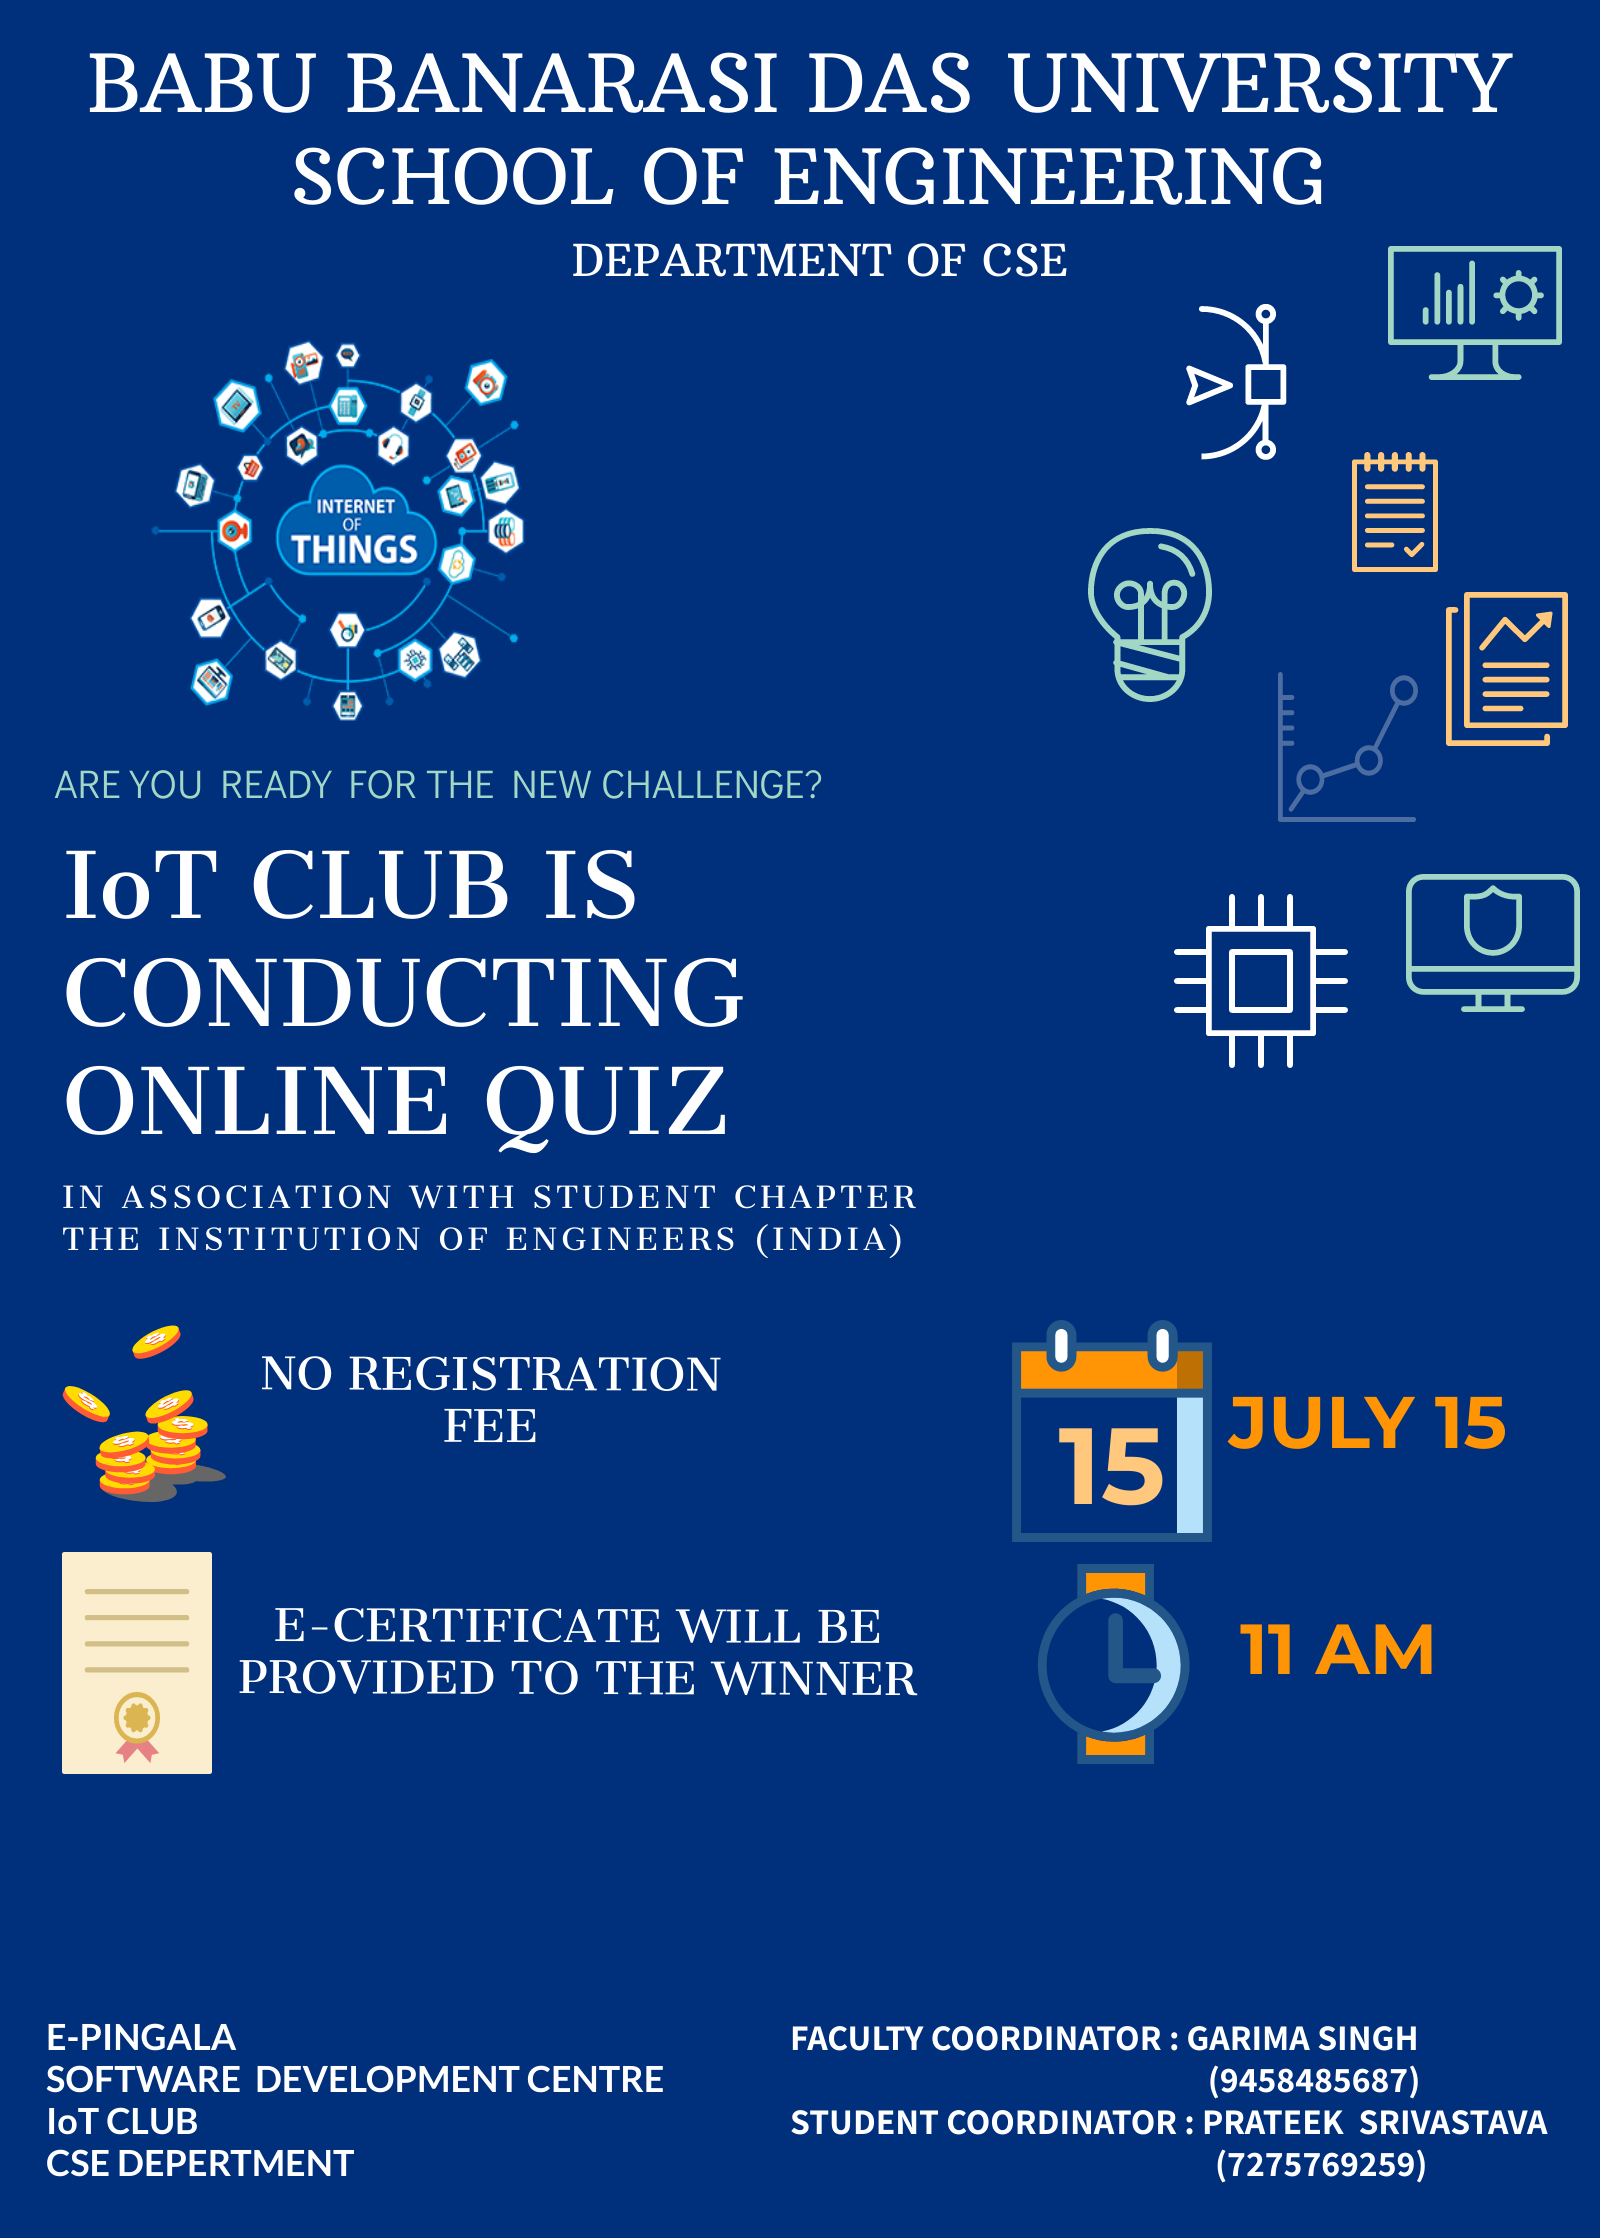 BABU BANARASI DAS UNIVERSITY
SCHOOL OF ENGINEERING
DEPARTMENT OF CSE
INTERNET
OF
THINGS
ARE YOU READY FOR THE NEW CHALLENGE?
IoT CLUB IS
CONDUCTING
ONLINE QUIZ
IN ASSOCIATION WITH STUDENT CHAPTER
THE INSTITUTION OF ENGINEERS (INDIA)
NO REGISTRATION
FEE
15
JULY 15
E-CERTIFICATE WILL BE
PROVIDED TO THE WINNER
11 AM
E-PINGALA
SOFTWARE DEVELOPMENT CENTRE
IoT CLUB
CSE DEPERTMENT
FACULTY COORDINATOR : GARIMA SINGH
(9458485687)
STUDENT COORDINATOR : PRATEEK SRIVASTAVA
(7275769259)